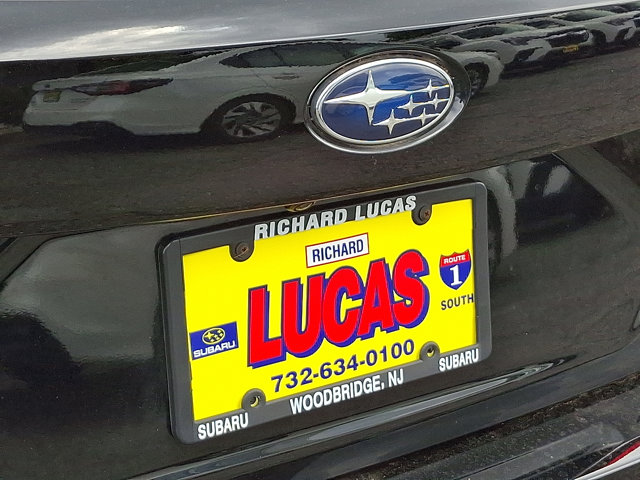 RICHARD LUCAS
RICHARD
LUCAS
ROUTE
1
SOUTH
SUBARU
732-634-0100
SUBARU WOODBRIDGE, NJ SUBARU